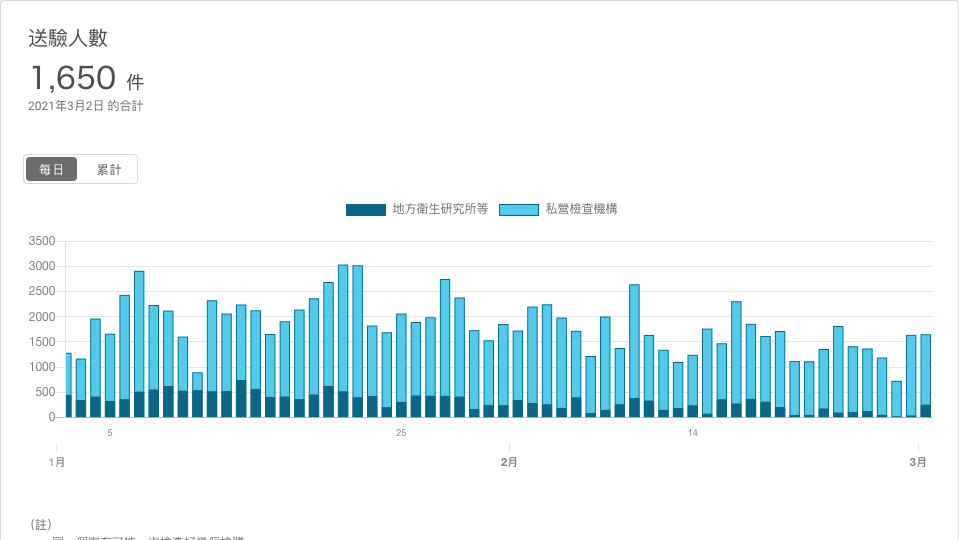 送驗人數
1,650 件
2021年3月2日 的合計
每日 累計
地方衛生研究所等 私營檢查機構
3500
3000
2500
2000
1500
1000
500
0
5 25 14
1月 2月 3月
（註）